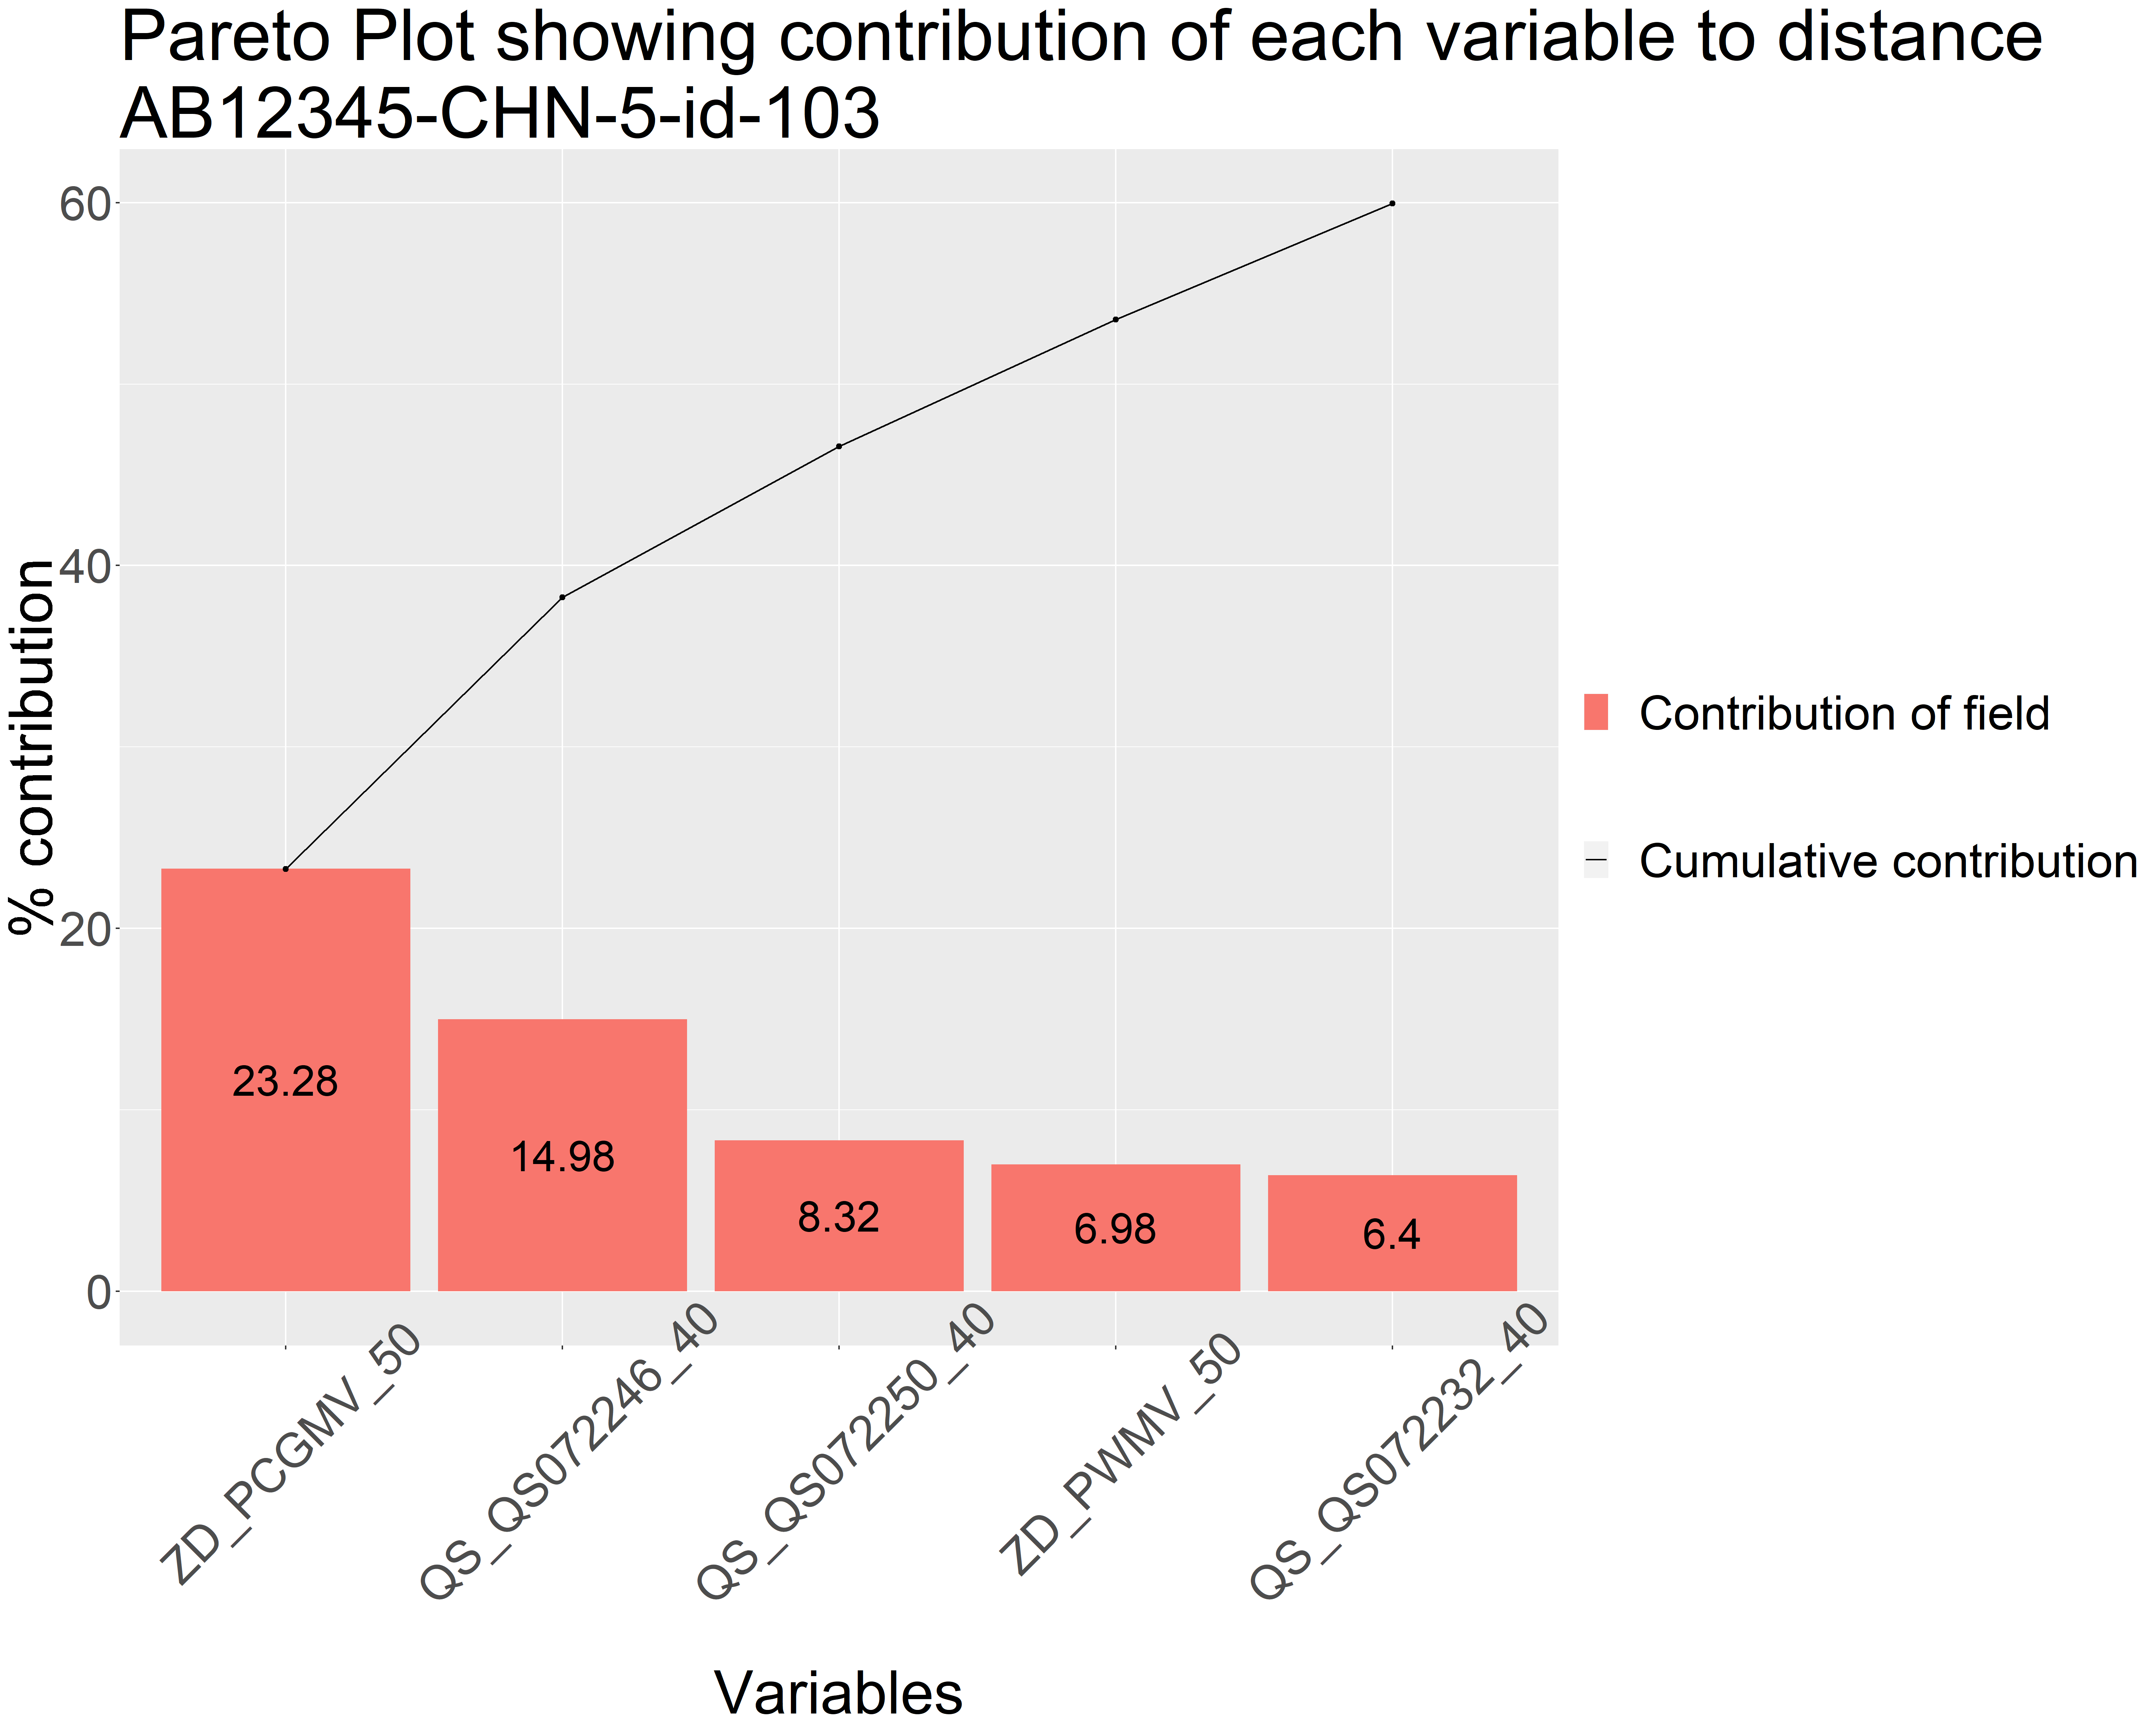 Pareto Plot showing contribution of each variable to distance
AB12345-CHN-5-id-103
% contribution
60
40
20
0
23.28
14.98
8.32
6.98
6.4
ZD_PCGMV_50
QS_QS072246_40
QS_QS072250_40
ZD_PWMV_50
QS_QS072232_40
Variables
Contribution of field
Cumulative contribution